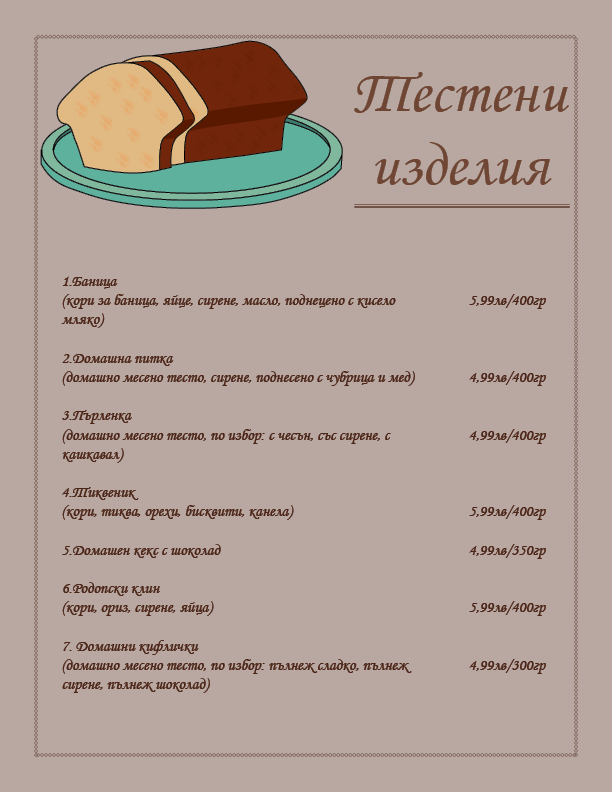 Тестени
изделия
1.Баница
(кори за баница, яйце, сирене, масло, поднецено с кисело 5,99лв/400гр
мляко)
2.Домашна питка
(домашно месено тесто, сирене, поднесено с чубрица и мед) 4,99лв/400гр
3.Пърленка
(домашно месено тесто, по избор: с чесън, със сирене, с 4,99лв/400гр
кашкавал)
4.Тиквеник
(кори, тиква, орехи, бисквити, канела) 5,99лв/400гр
5.Домашен кекс с шоколад 4,99лв/350гр
6.Родопски клин
(кори, ориз, сирене, яйца) 5,99лв/400гр
7. Домашни кифлички
(домашно месено тесто, по избор: пълнеж сладко, пълнеж 4,99лв/300гр
сирене, пълнеж шоколад)